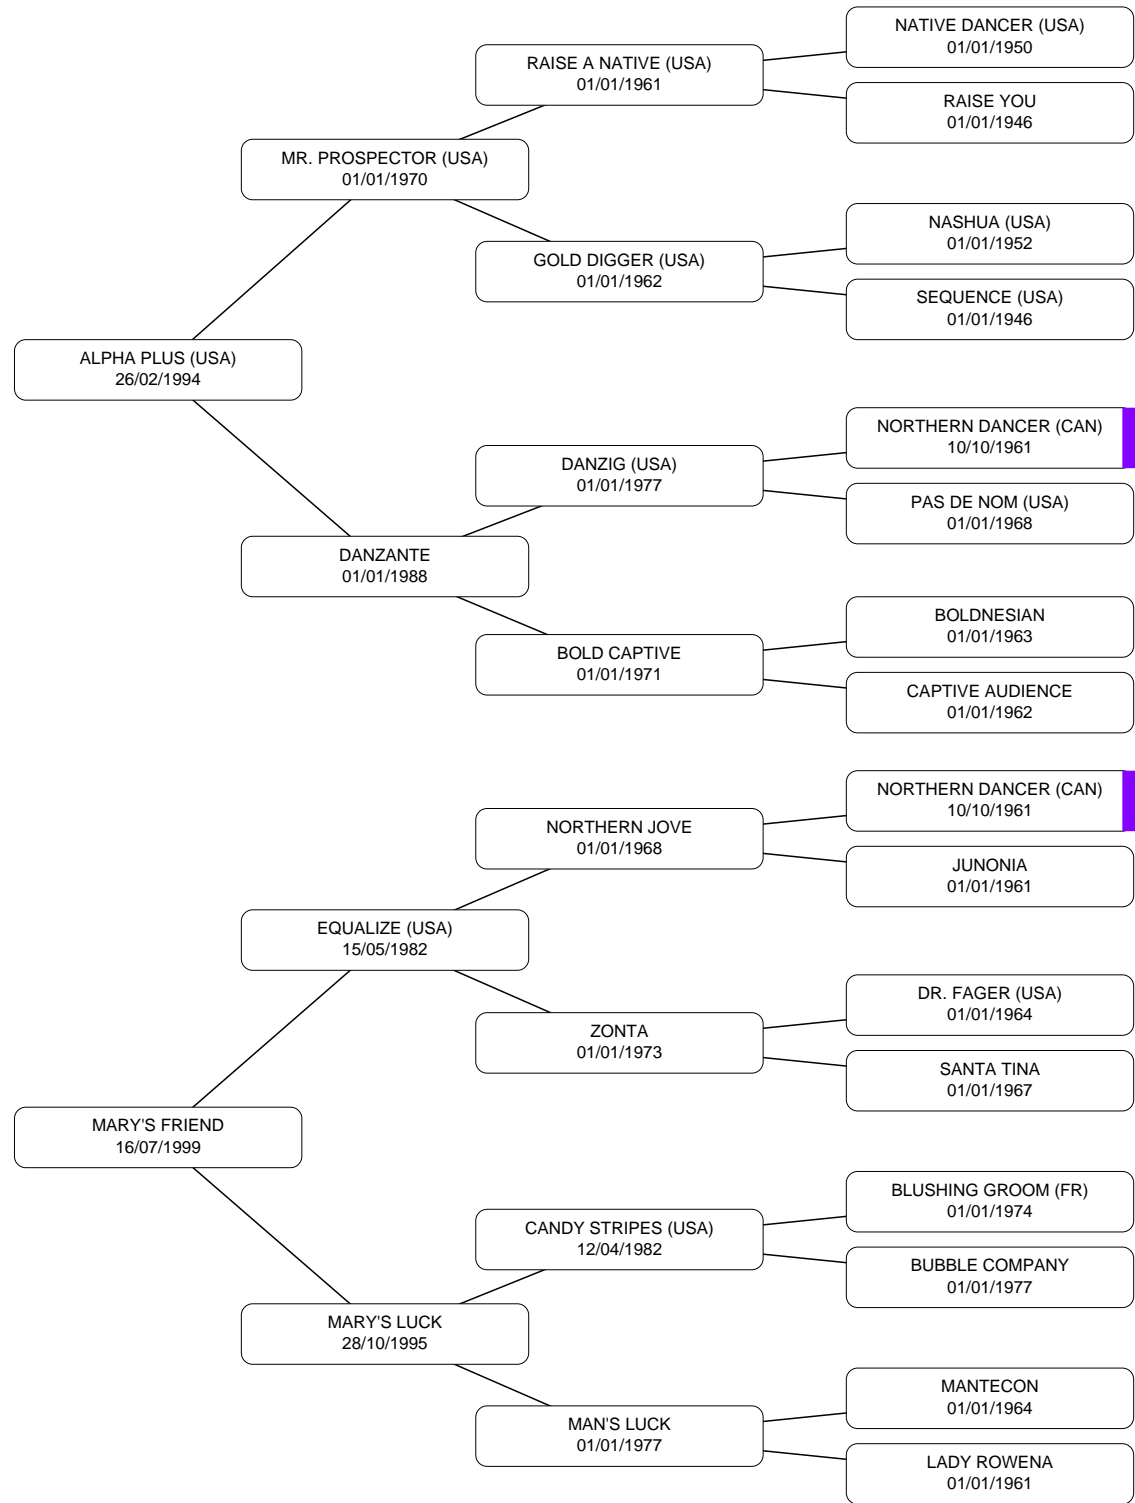 NATIVE DANCER (USA)
01/01/1950
RAISE A NATIVE (USA)
01/01/1961
RAISE YOU
01/01/1946
MR. PROSPECTOR (USA)
01/01/1970
NASHUA (USA)
01/01/1952
GOLD DIGGER (USA)
01/01/1962
SEQUENCE (USA)
01/01/1946
ALPHA PLUS (USA)
26/02/1994
NORTHERN DANCER (CAN)
10/10/1961
DANZIG (USA)
01/01/1977
PAS DE NOM (USA)
01/01/1968
DANZANTE
01/01/1988
BOLDNESIAN
01/01/1963
BOLD CAPTIVE
01/01/1971
CAPTIVE AUDIENCE
01/01/1962
NORTHERN DANCER (CAN)
10/10/1961
NORTHERN JOVE
01/01/1968
JUNONIA
01/01/1961
EQUALIZE (USA)
15/05/1982
DR. FAGER (USA)
01/01/1964
ZONTA
01/01/1973
SANTA TINA
01/01/1967
MARY'S FRIEND
16/07/1999
BLUSHING GROOM (FR)
01/01/1974
CANDY STRIPES (USA)
12/04/1982
BUBBLE COMPANY
01/01/1977
MARY'S LUCK
28/10/1995
MANTECON
01/01/1964
MAN'S LUCK
01/01/1977
LADY ROWENA
01/01/1961